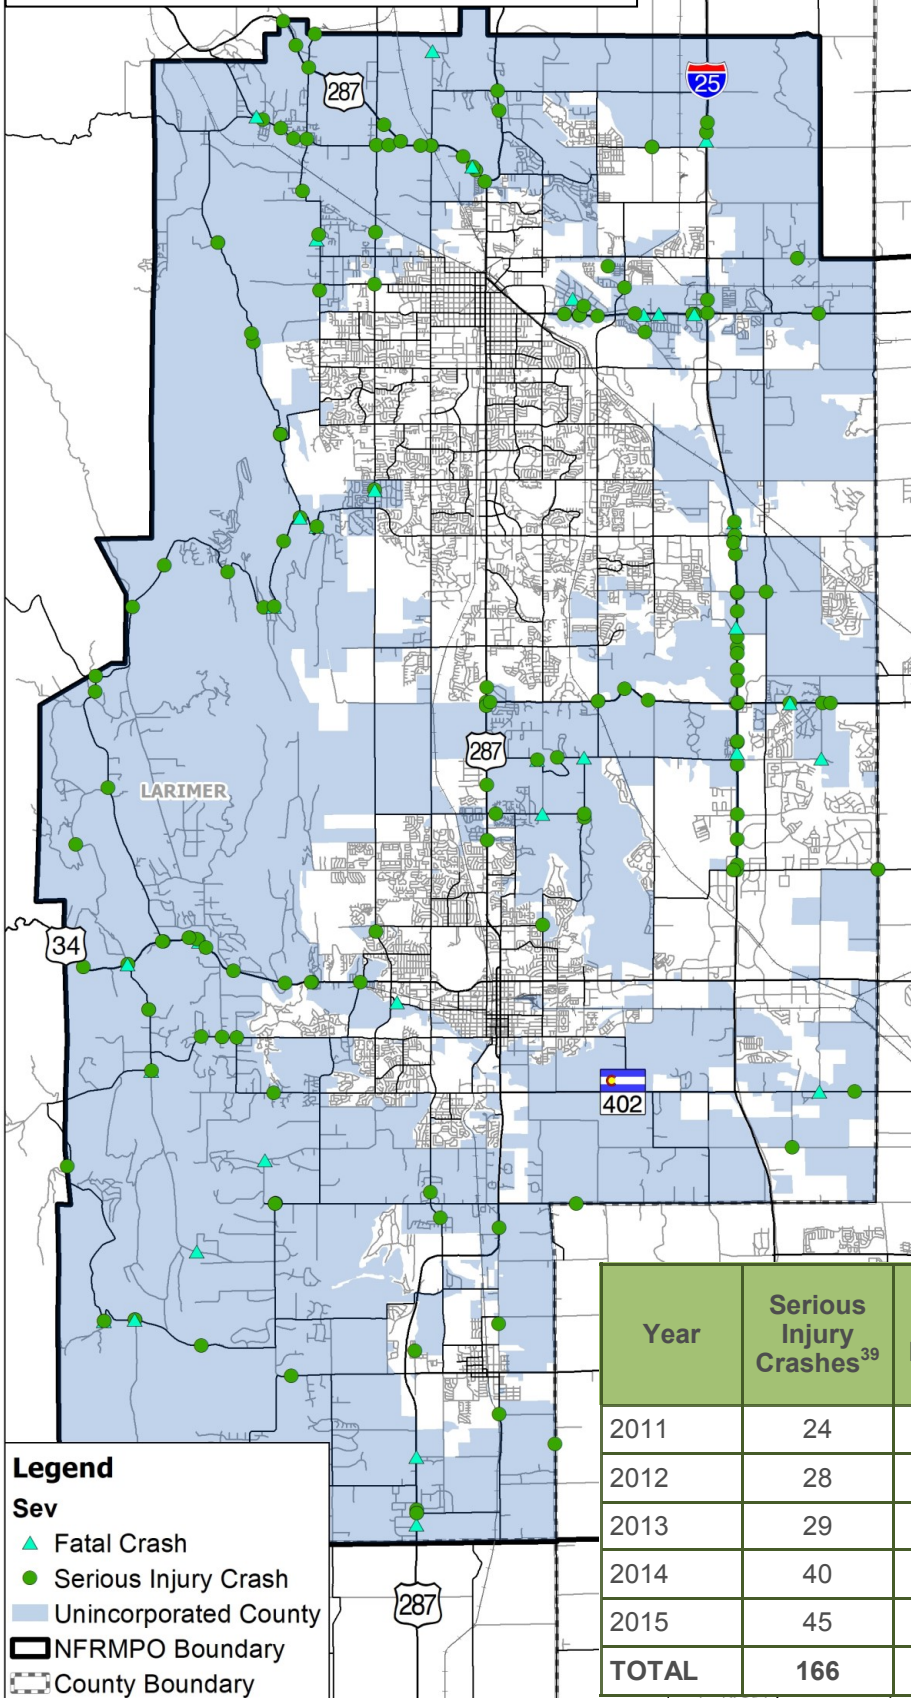 287
25
287
LARIMER
34
402
Year
Serious
Injury
Crashes39
2011
24
2012
28
2013
29
2014
40
2015
45
TOTAL
166
Legend
Sev
Fatal Crash
Serious Injury Crash
Unincorporated County
NFRMPO Boundary
County Boundary
287